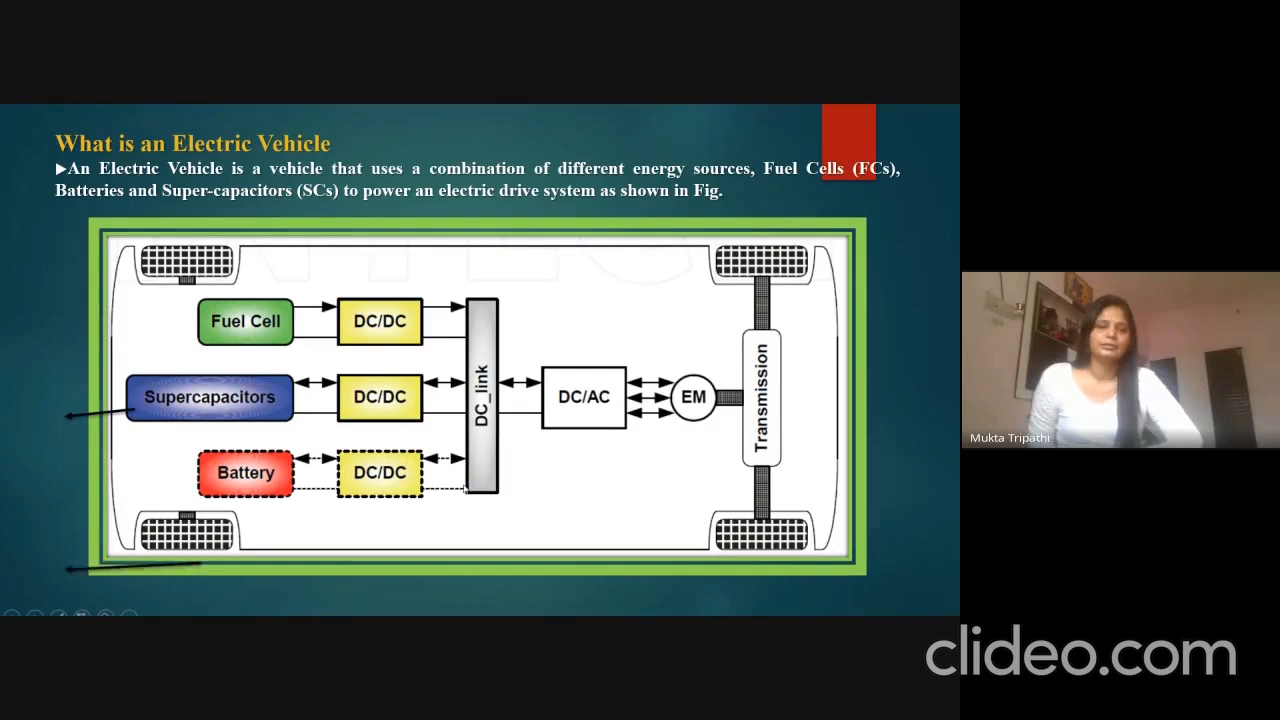 What is an Electric Vehicle
▶An Electric Vehicle is a vehicle that uses a combination of different energy sources, Fuel Cells (FCs),
Batteries and Super-capacitors (SCs) to power an electric drive system as shown in Fig.
Fuel Cell
DC/DC
Supercapacitors
DC/DC
DC_link
DC/AC
EM
Transmission
Battery
DC/DC
Mukta Tripathi
clideo.com